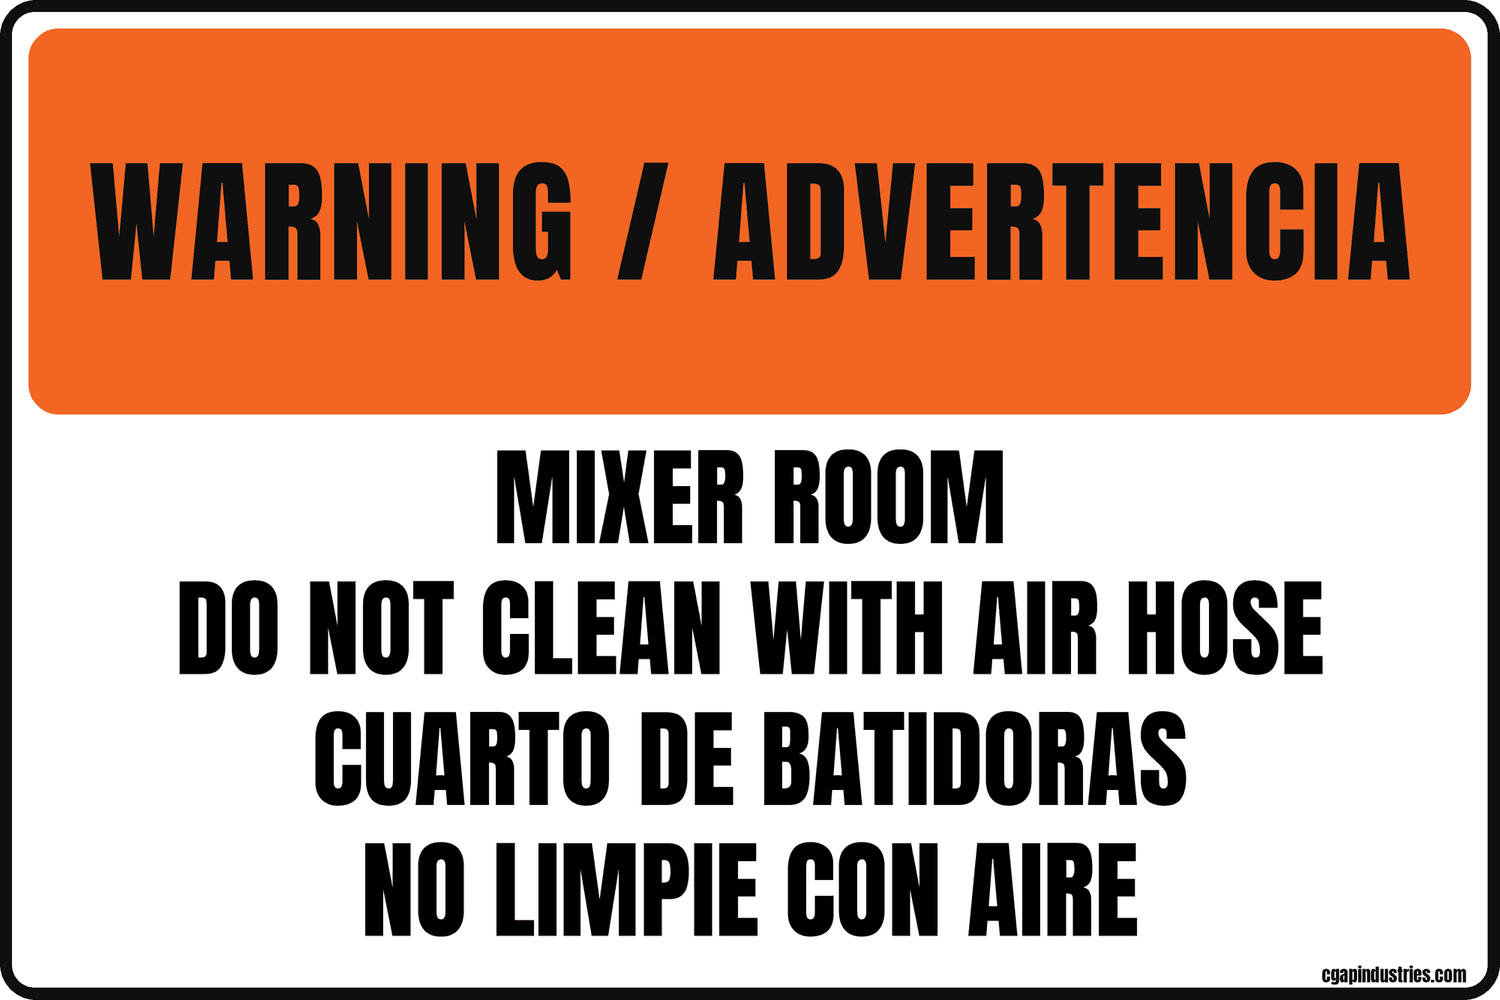 WARNING / ADVERTENCIA
MIXER ROOM
DO NOT CLEAN WITH AIR HOSE
CUARTO DE BATIDORAS
NO LIMPIE CON AIRE
cgapindustries.com